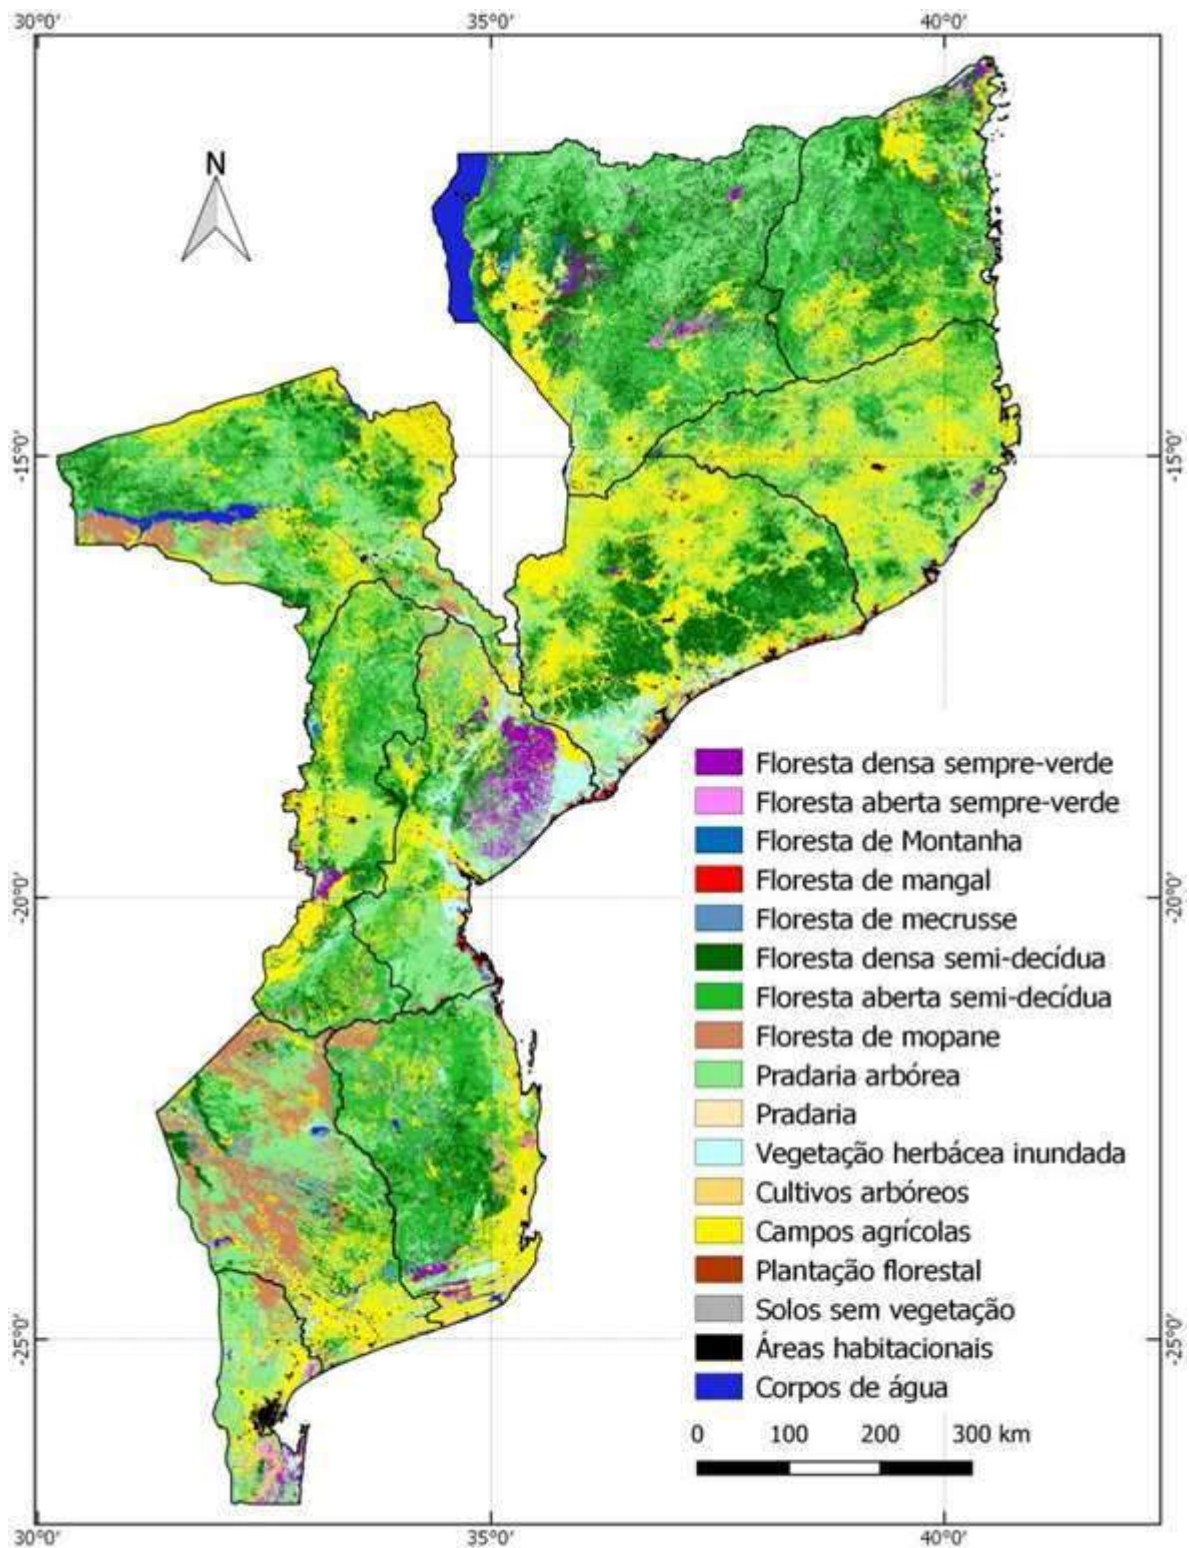 30°0′ 35°0′ 40°0′
N
-15°0′ -15°0′
Floresta densa sempre-verde
Floresta aberta sempre-verde
Floresta de Montanha
Floresta de mangal
-20°0′ -20°0′
Floresta de mecrusse
Floresta densa semi-decídua
Floresta aberta semi-decídua
Floresta de mopane
Pradaria arbórea
Pradaria
Vegetação herbácea inundada
Cultivos arbóreos
Campos agrícolas
Plantação florestal
Solos sem vegetação
-25°0′ -25°0′
Áreas habitacionais
Corpos de água
0 100 200 300 km
30°0′ 35°0′ 40°0′